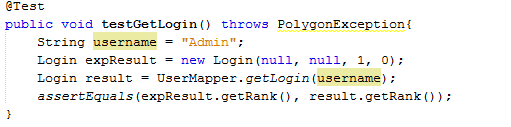 @Test
public void testGetLogin() throws PolygonException{
String username = "Admin";
Login expResult = new Login(null, null, 1, 0);
Login result = UserMapper.getLogin(username);
assertEquals(expResult.getRank(), result.getRank());
}